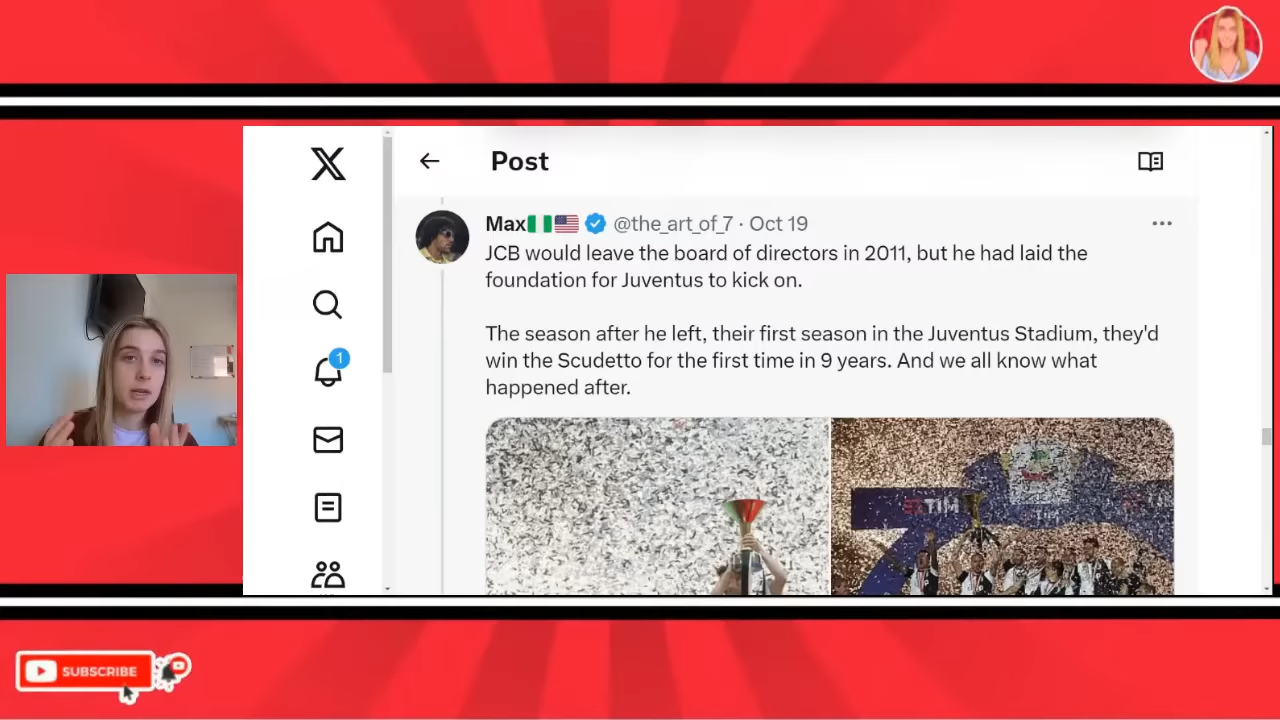 Post
Max @the_art_of_7 · Oct 19
JCB would leave the board of directors in 2011, but he had laid the
foundation for Juventus to kick on.
The season after he left, their first season in the Juventus Stadium, they'd
win the Scudetto for the first time in 9 years. And we all know what
happened after.
1
TIM
SUBSCRIBE